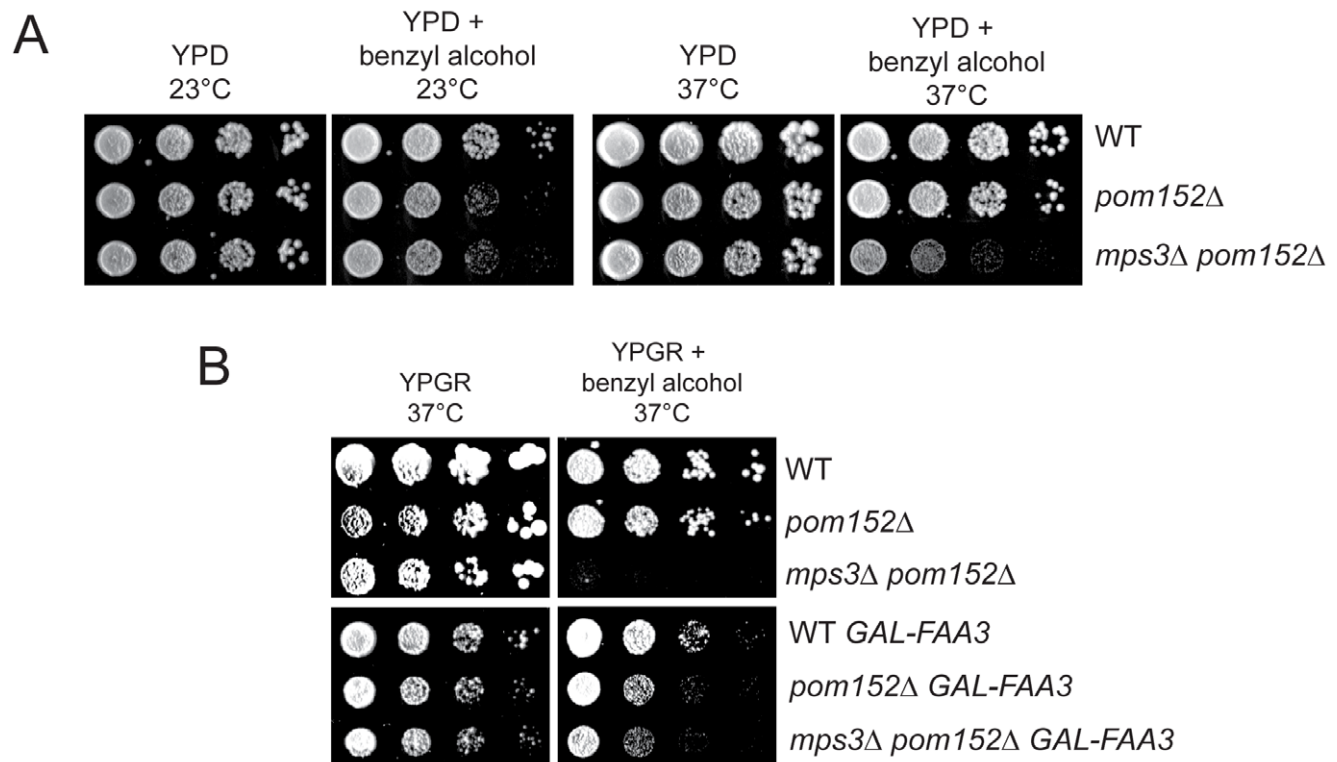 A
YPD
23°C
YPD +
benzyl alcohol
23°C
YPD
37°C
YPD +
benzyl alcohol
37°C
WT
pom152Δ
mps3Δ pom152Δ
B
YPGR
37°C
YPGR +
benzyl alcohol
37°C
WT
pom152Δ
mps3Δ pom152Δ
WT GAL-FAA3
pom152Δ GAL-FAA3
mps3Δ pom152Δ GAL-FAA3